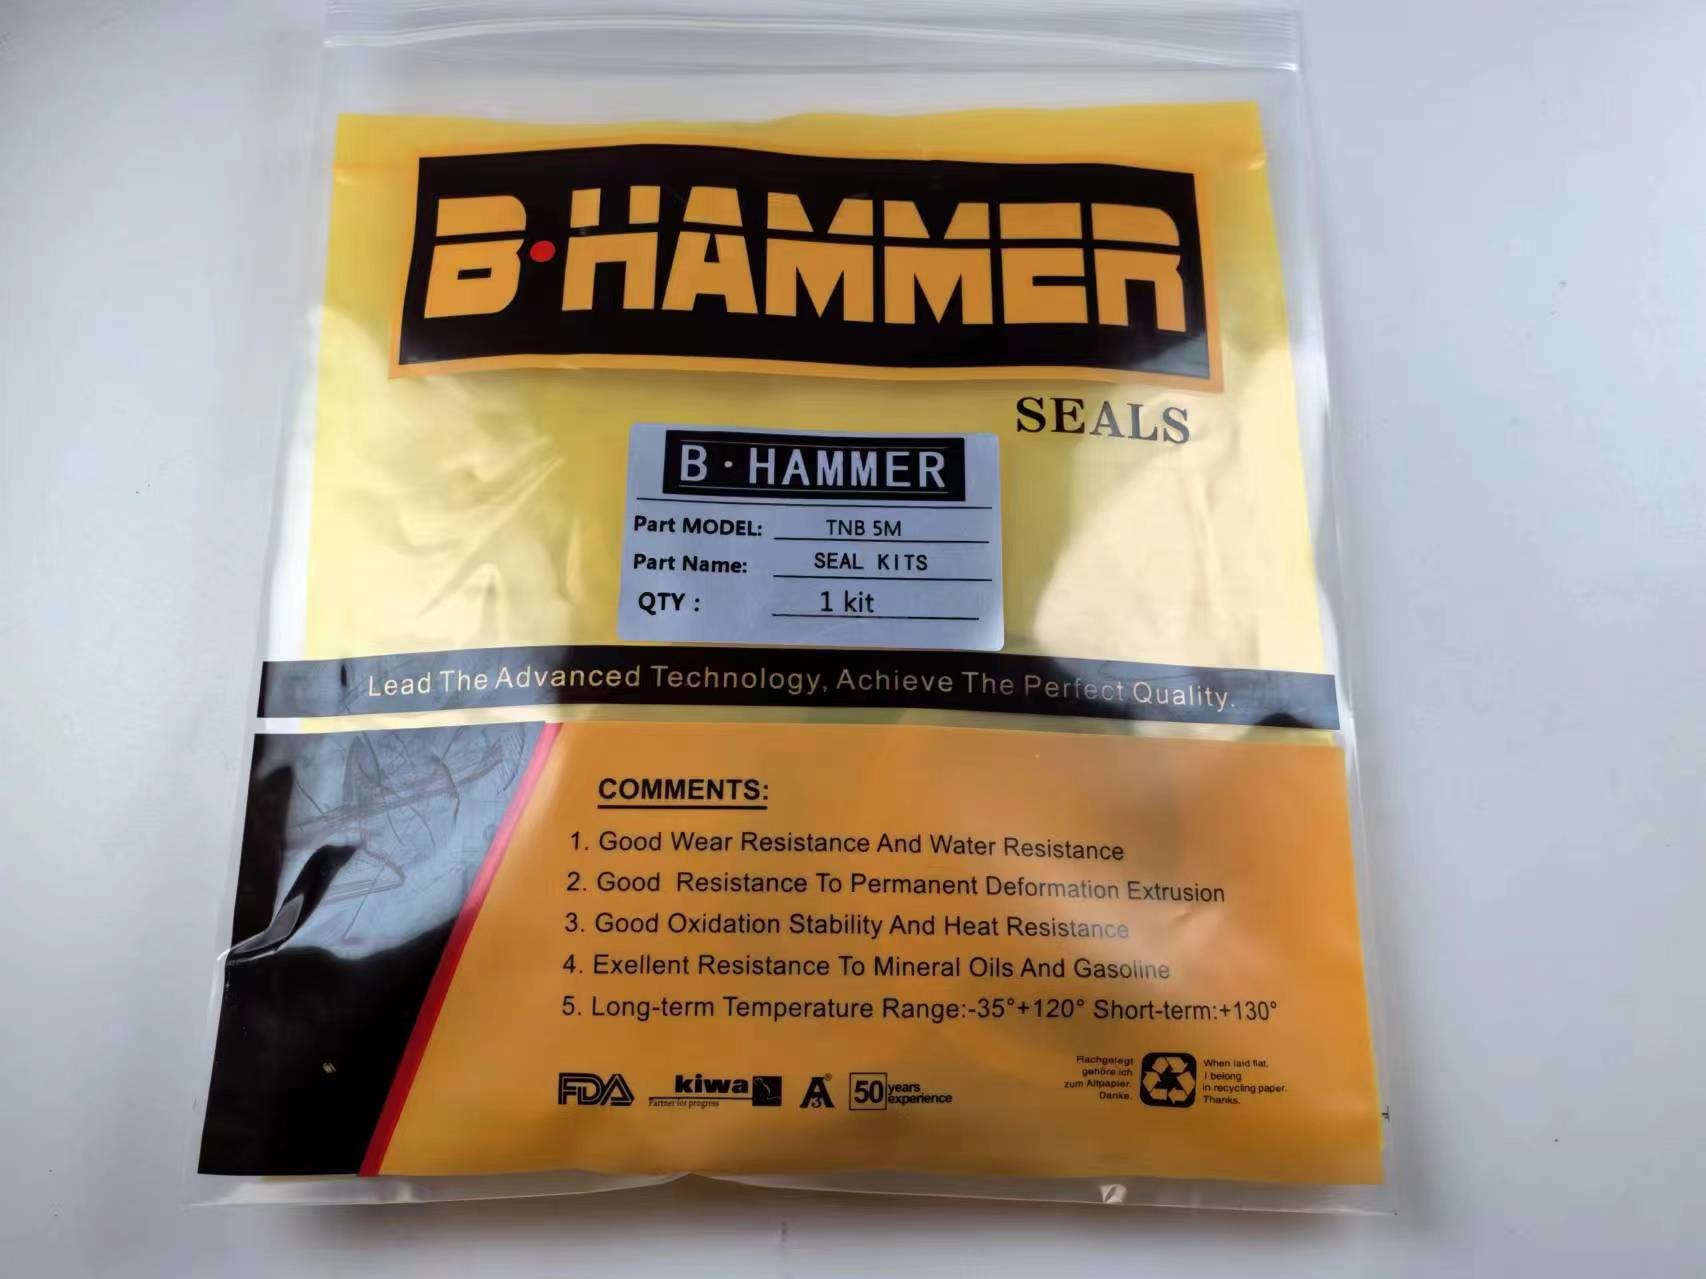 B·HAMMER
SEALS
B·HAMMER
Part MODEL: TNB 5M
Part Name: SEAL KITS
QTY : 1 kit
Lead The Advanced Technology, Achieve The Perfect Quality.
COMMENTS:
1. Good Wear Resistance And Water Resistance
2. Good Resistance To Permanent Deformation Extrusion
3. Good Oxidation Stability And Heat Resistance
4. Exellent Resistance To Mineral Oils And Gasoline
5. Long-term Temperature Range:-35°+120° Short-term:+130°
FDA
kiwa
Partner for progress
A3®
50 years experience
Flachgelegt
gehöre ich
zum Altpapier.
Danke.
When laid flat,
I belong
in recycling paper.
Thanks.